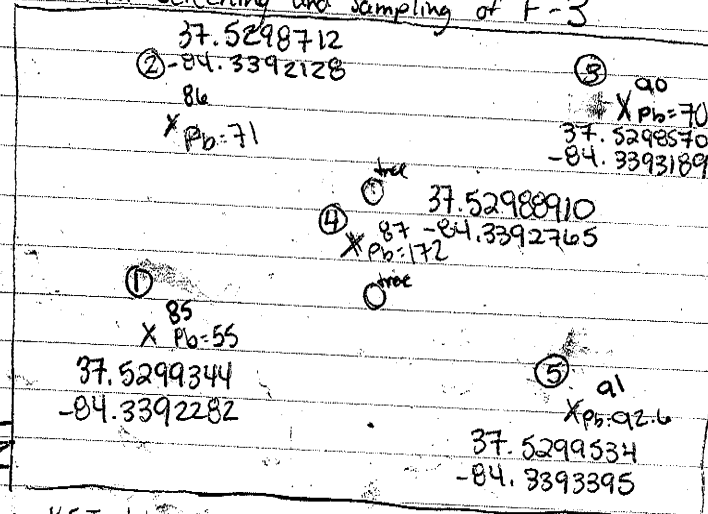 screening and sampling of F-3
37.5298712
② -84.3392128
86
X Pb=71
③
90
X Pb=70
37.5298570
-84.3393189
tree
④
37.52988910
87 -84.3392765
X Pb=172
tree
①
85
X Pb=55
37.5299344
-84.3392282
⑤
91
X Pb=92.6
37.5299534
-84.3393395